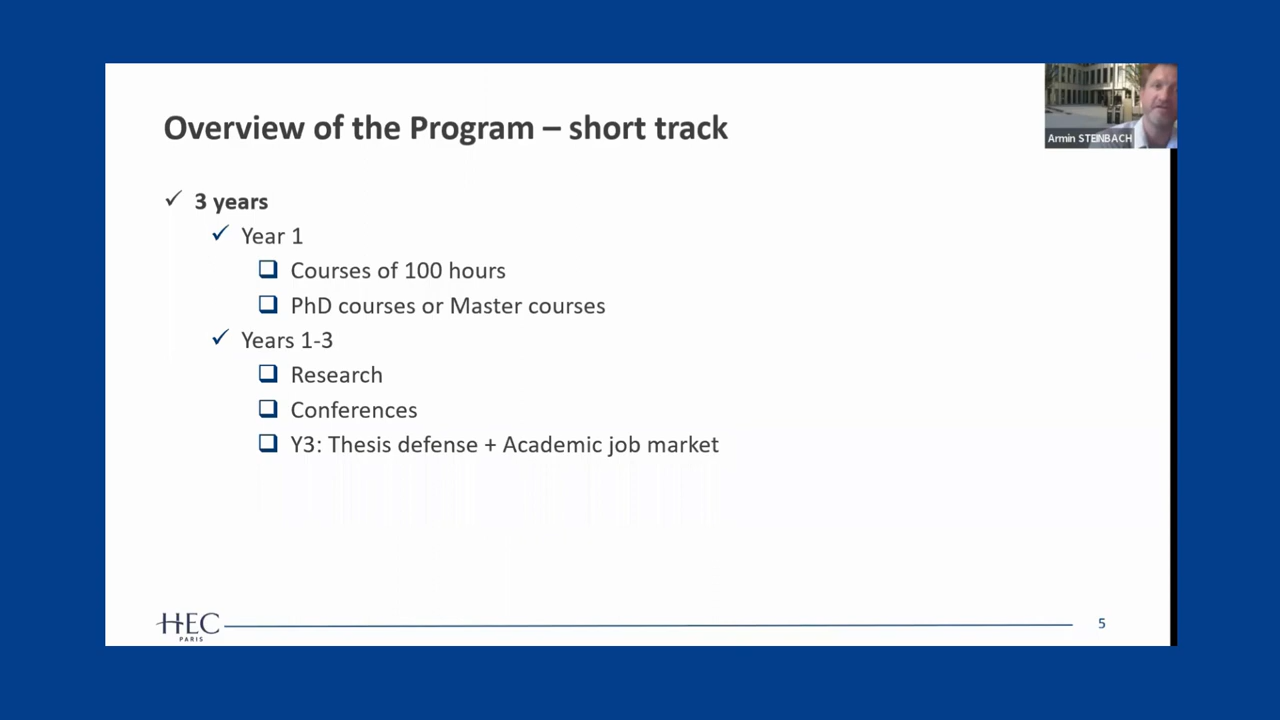 Overview of the Program – short track
Armin STEINBACH
3 years
Year 1
Courses of 100 hours
PhD courses or Master courses
Years 1-3
Research
Conferences
Y3: Thesis defense + Academic job market
HEC
PARIS
5